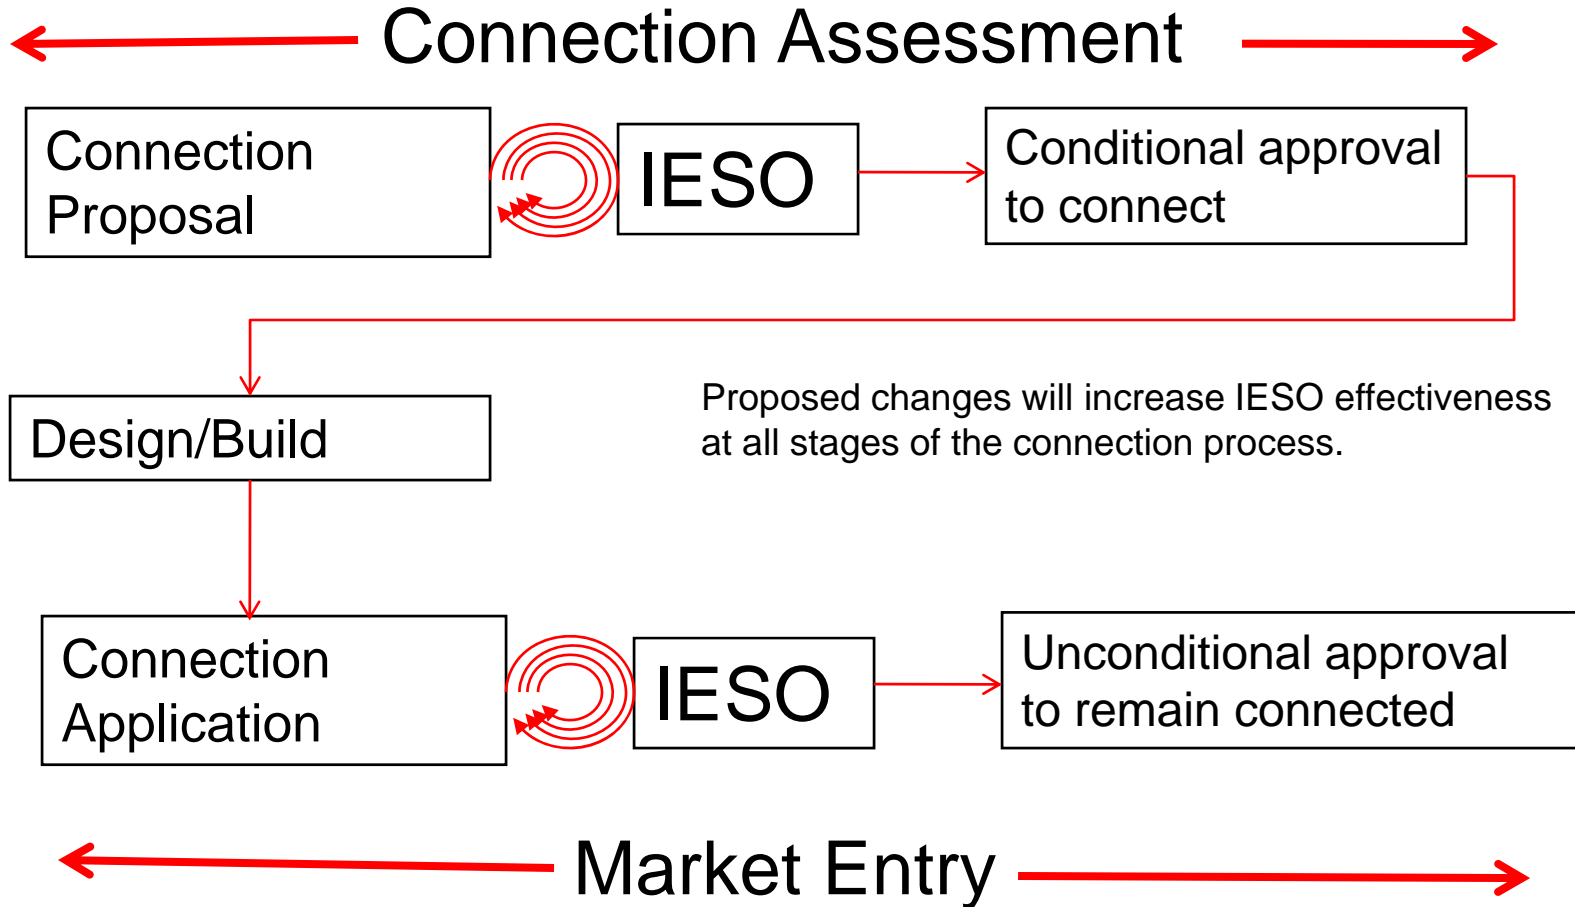 Connection Assessment
Connection
Proposal
IESO
Conditional approval
to connect
Design/Build
Proposed changes will increase IESO effectiveness
at all stages of the connection process.
Connection
Application
IESO
Unconditional approval
to remain connected
Market Entry